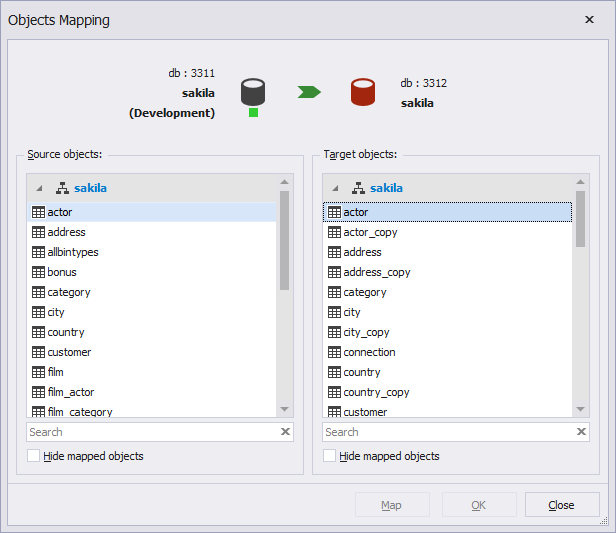 Objects Mapping
db : 3311
sakila
(Development)
db : 3312
sakila
Source objects:
sakila
actor
address
allbintypes
bonus
category
city
country
customer
film
film_actor
film_category
Search
Hide mapped objects
Target objects:
sakila
actor
actor_copy
address
address_copy
category
city
city_copy
connection
country
country_copy
customer
Search
Hide mapped objects
Map
OK
Close